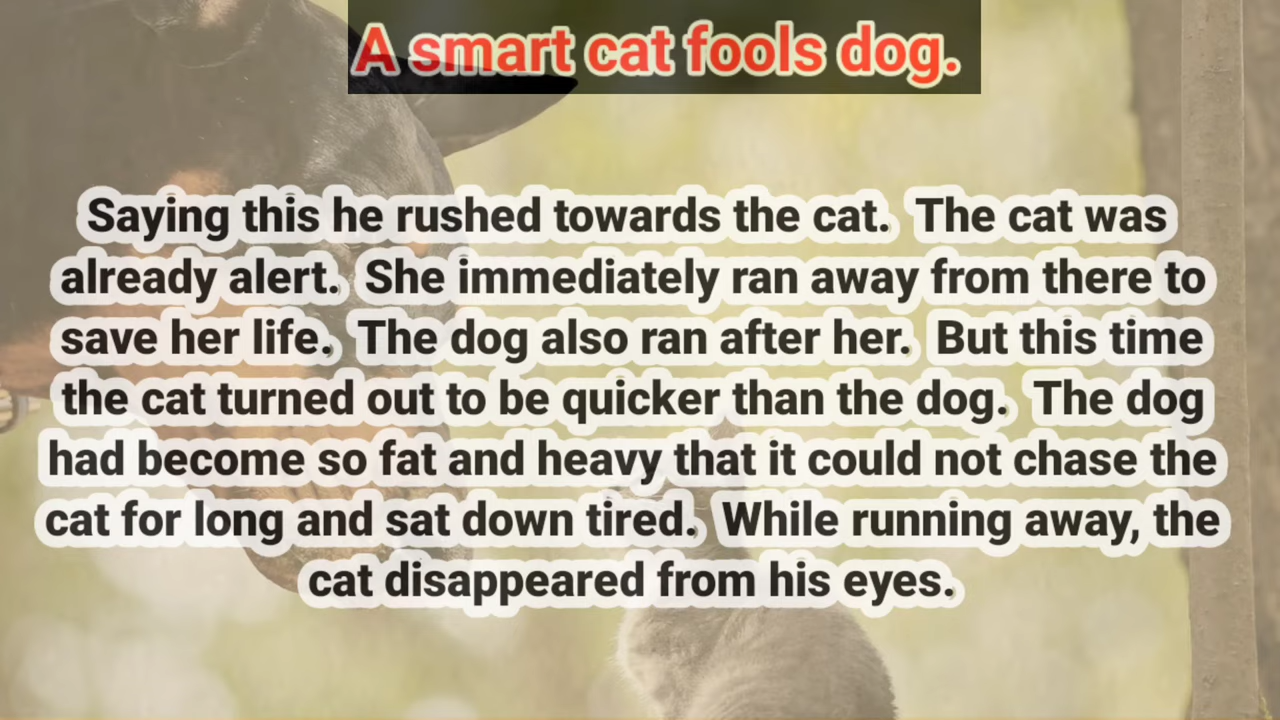 A smart cat fools dog.
Saying this he rushed towards the cat. The cat was
already alert. She immediately ran away from there to
save her life. The dog also ran after her. But this time
the cat turned out to be quicker than the dog. The dog
had become so fat and heavy that it could not chase the
cat for long and sat down tired. While running away, the
cat disappeared from his eyes.